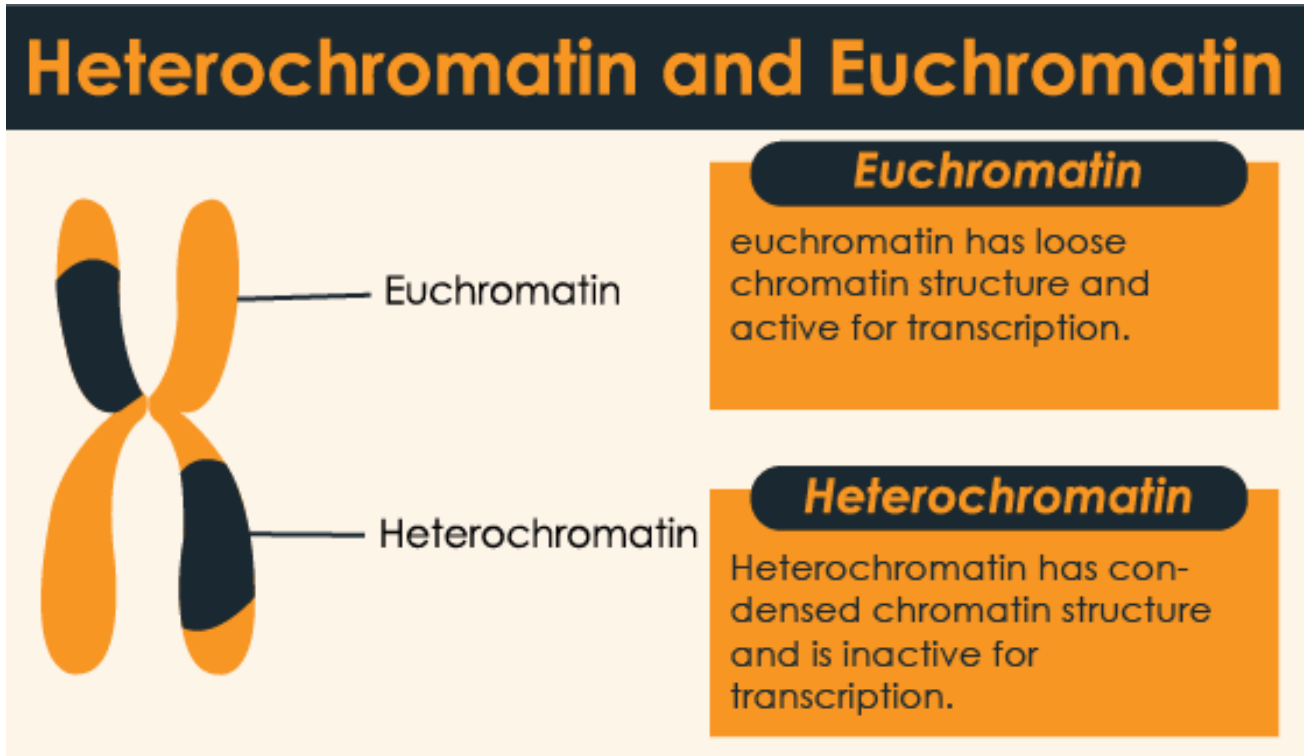 Heterochromatin and Euchromatin
Euchromatin
Heterochromatin
Euchromatin
euchromatin has loose
chromatin structure and
active for transcription.
Heterochromatin
Heterochromatin has con-
densed chromatin structure
and is inactive for
transcription.